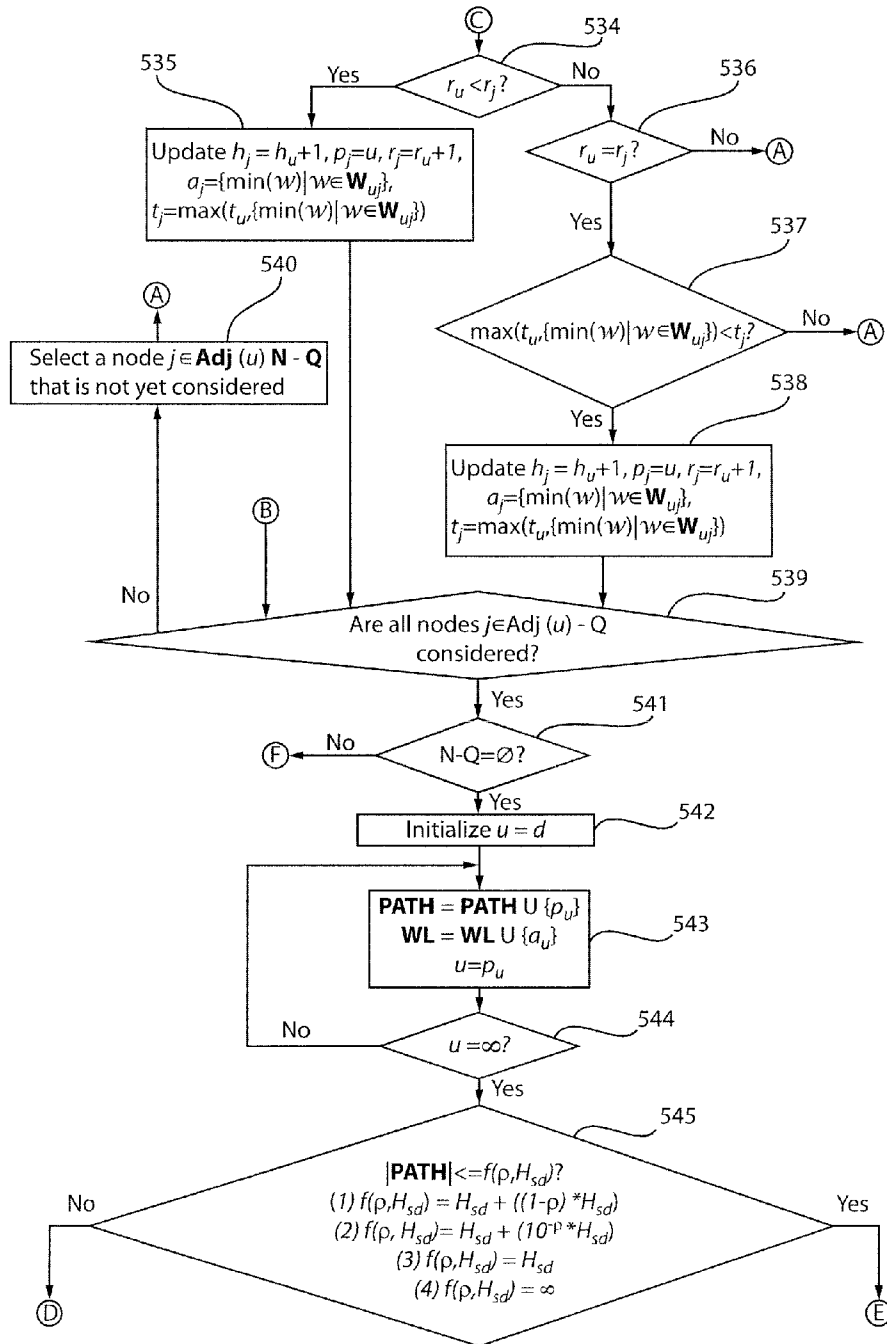 C
534
r_u < r_j?
Yes
No
535
Update h_j = h_u+1, p_j=u, r_j=r_u+1,
a_j={min(w)|w∈W_uj},
t_j=max(t_u,{min(w)|w∈W_uj})
536
r_u = r_j?
No
A
Yes
537
max(t_u,{min(w)|w∈W_uj})<t_j?
No
A
Yes
538
Update h_j = h_u+1, p_j=u, r_j=r_u+1,
a_j={min(w)|w∈W_uj},
t_j=max(t_u,{min(w)|w∈W_uj})
540
A
Select a node j∈Adj (u) N - Q
that is not yet considered
B
No
539
Are all nodes j∈Adj (u) - Q
considered?
Yes
541
N-Q=∅?
No
F
Yes
542
Initialize u = d
543
PATH = PATH U {p_u}
WL = WL U {a_u}
u=p_u
544
u =∞?
No
Yes
545
|PATH|<=f(ρ,H_sd)?
(1) f(ρ,H_sd) = H_sd + ((1-ρ) *H_sd)
(2) f(ρ, H_sd)= H_sd + (10^-ρ *H_sd)
(3) f(ρ,H_sd) = H_sd
(4) f(ρ,H_sd) = ∞
No
D
Yes
E